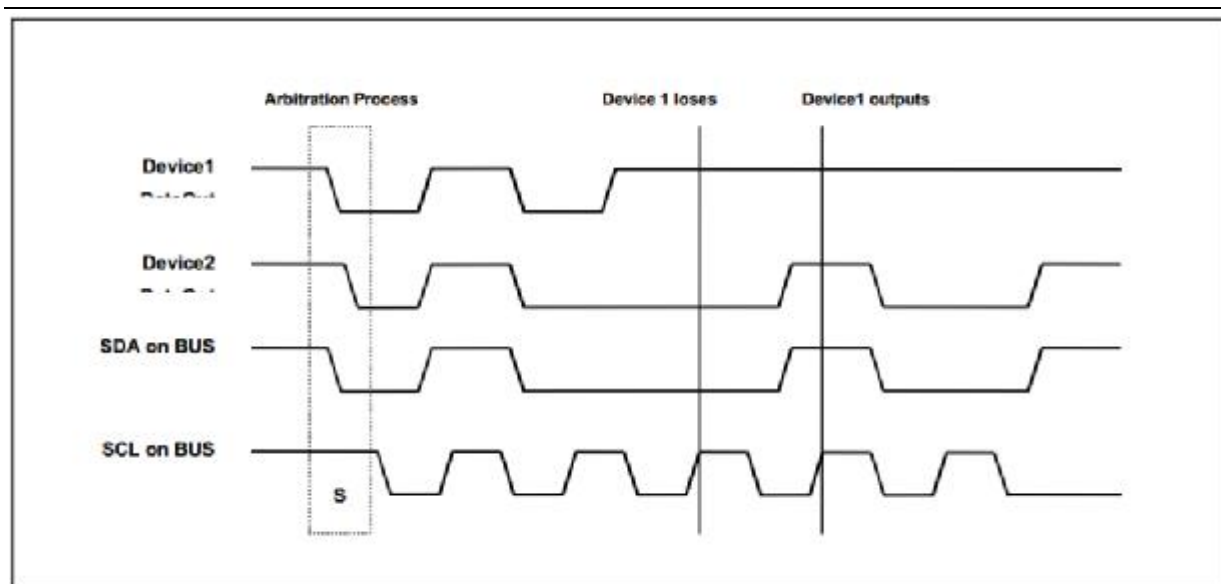 Arbitration Process
Device 1 loses
Device1 outputs
Device1
Device2
SDA on BUS
SCL on BUS
S